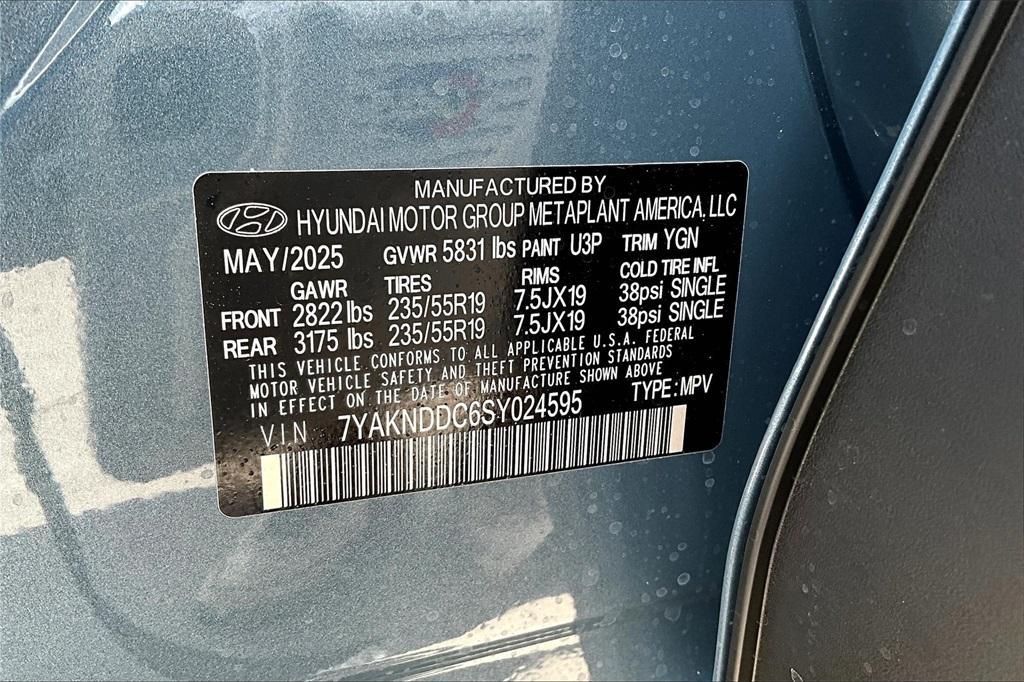 MANUFACTURED BY
HYUNDAI MOTOR GROUP METAPLANT AMERICA, LLC
MAY/2025 GVWR 5831 lbs PAINT U3P TRIM YGN
GAWR TIRES RIMS COLD TIRE INFL
FRONT 2822 lbs 235/55R19 7.5JX19 38psi SINGLE
REAR 3175 lbs 235/55R19 7.5JX19 38psi SINGLE
THIS VEHICLE CONFORMS TO ALL APPLICABLE U.S.A. FEDERAL
MOTOR VEHICLE SAFETY AND THEFT PREVENTION STANDARDS
IN EFFECT ON THE DATE OF MANUFACTURE SHOWN ABOVE
VIN 7YAKNDDC6SY024595 TYPE:MPV